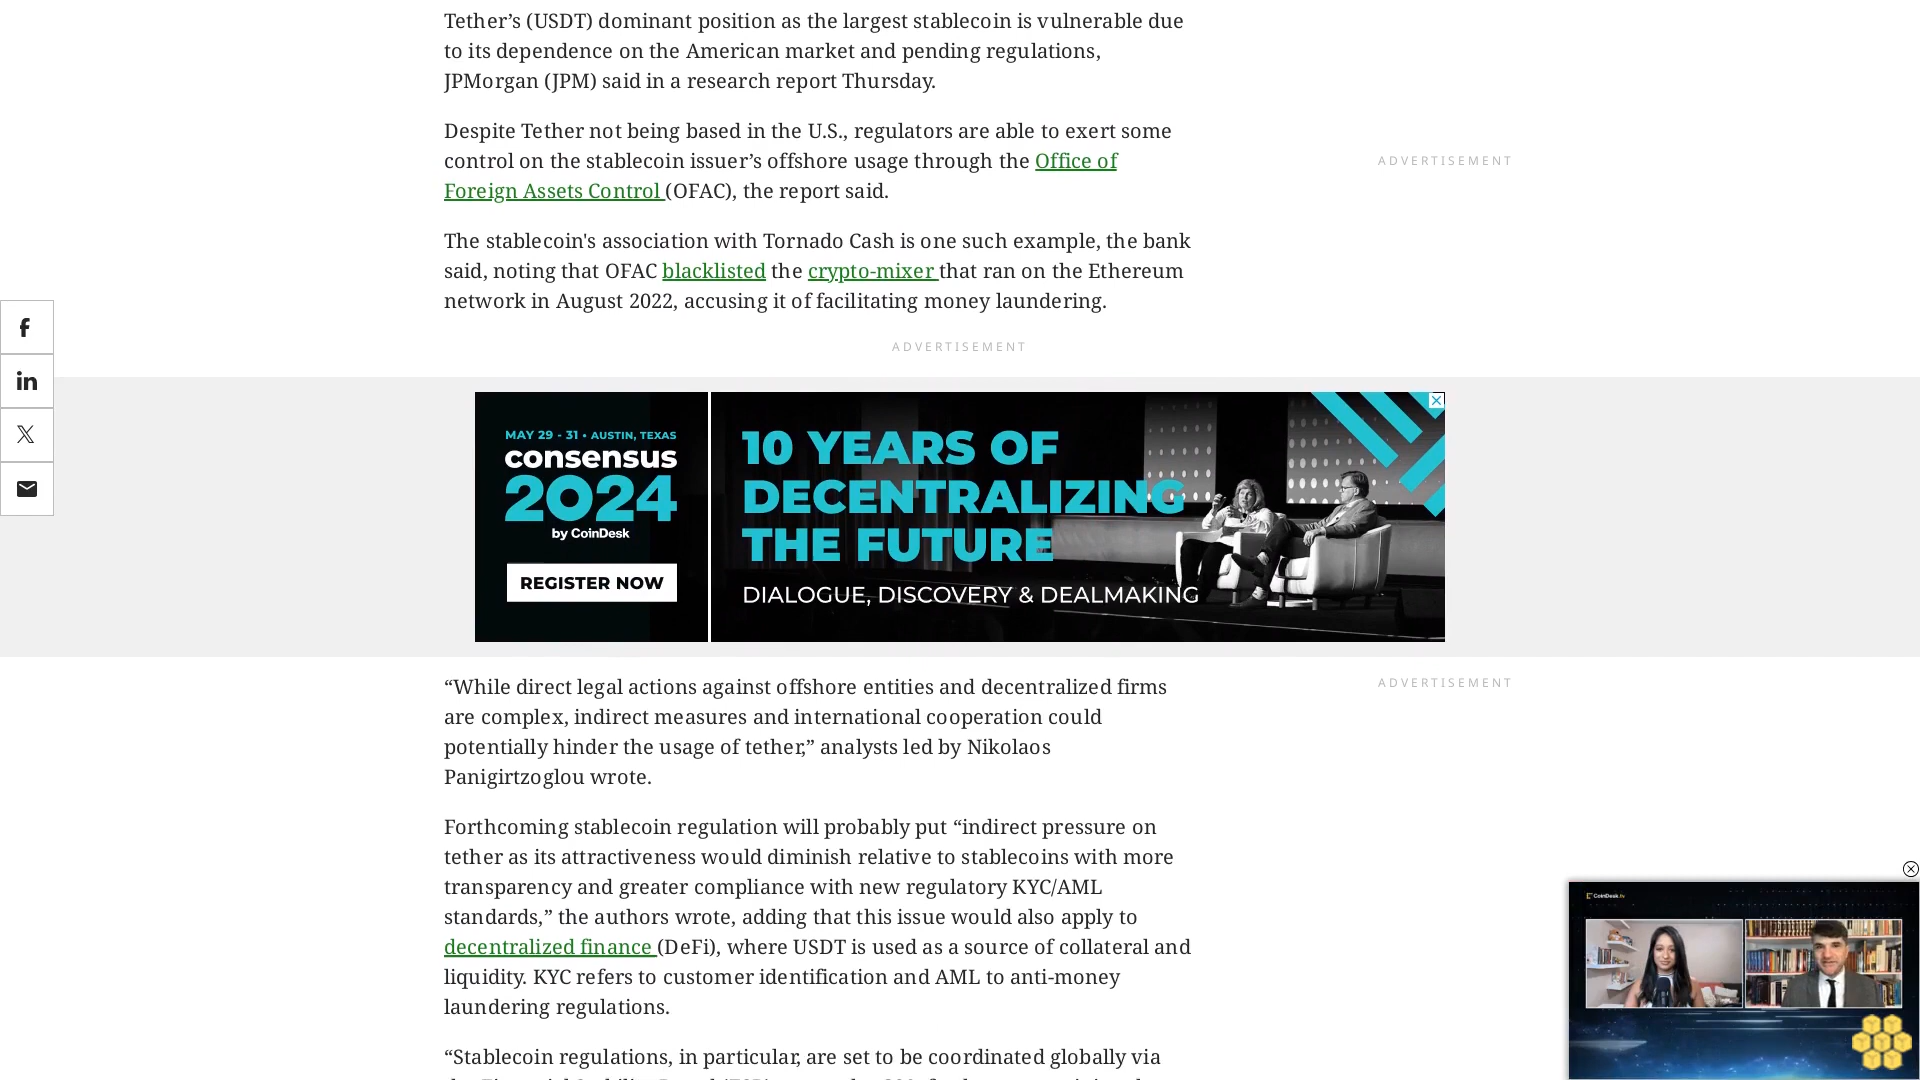 Tether’s (USDT) dominant position as the largest stablecoin is vulnerable due
to its dependence on the American market and pending regulations,
JPMorgan (JPM) said in a research report Thursday.
Despite Tether not being based in the U.S., regulators are able to exert some
control on the stablecoin issuer’s offshore usage through the Office of
Foreign Assets Control (OFAC), the report said.
ADVERTISEMENT
The stablecoin's association with Tornado Cash is one such example, the bank
said, noting that OFAC blacklisted the crypto-mixer that ran on the Ethereum
network in August 2022, accusing it of facilitating money laundering.
ADVERTISEMENT
MAY 29 - 31 • AUSTIN, TEXAS
consensus
2024
by CoinDesk
REGISTER NOW
10 YEARS OF
DECENTRALIZING
THE FUTURE
DIALOGUE, DISCOVERY & DEALMAKING
“While direct legal actions against offshore entities and decentralized firms
are complex, indirect measures and international cooperation could
potentially hinder the usage of tether,” analysts led by Nikolaos
Panigirtzoglou wrote.
ADVERTISEMENT
Forthcoming stablecoin regulation will probably put “indirect pressure on
tether as its attractiveness would diminish relative to stablecoins with more
transparency and greater compliance with new regulatory KYC/AML
standards,” the authors wrote, adding that this issue would also apply to
decentralized finance (DeFi), where USDT is used as a source of collateral and
liquidity. KYC refers to customer identification and AML to anti-money
laundering regulations.
“Stablecoin regulations, in particular, are set to be coordinated globally via
CoinDesk.tv